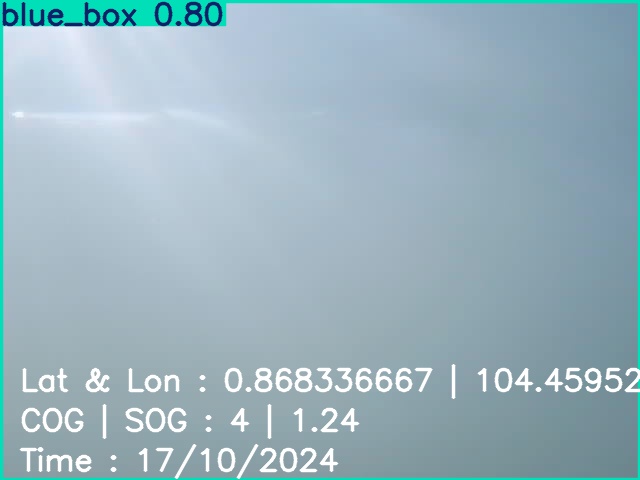 blue_box 0.80
Lat & Lon : 0.868336667 | 104.45952
COG | SOG : 4 | 1.24
Time : 17/10/2024